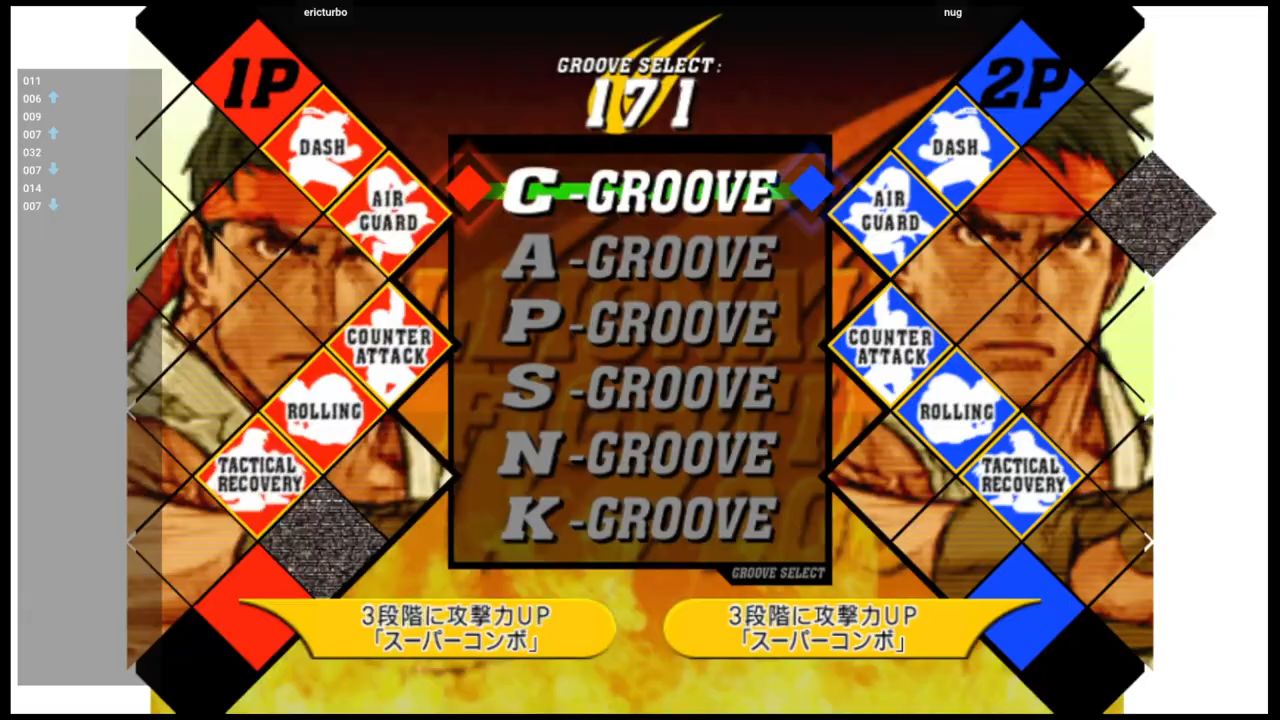 ericturbo
nug
011
006
009
007
032
007
014
007
1P
2P
GROOVE SELECT:
171
DASH
AIR
GUARD
COUNTER
ATTACK
ROLLING
TACTICAL
RECOVERY
C-GROOVE
A-GROOVE
P-GROOVE
S-GROOVE
N-GROOVE
K-GROOVE
GROOVE SELECT
DASH
AIR
GUARD
COUNTER
ATTACK
ROLLING
TACTICAL
RECOVERY
3段階に攻撃力UP
「スーパーコンボ」
3段階に攻撃力UP
「スーパーコンボ」